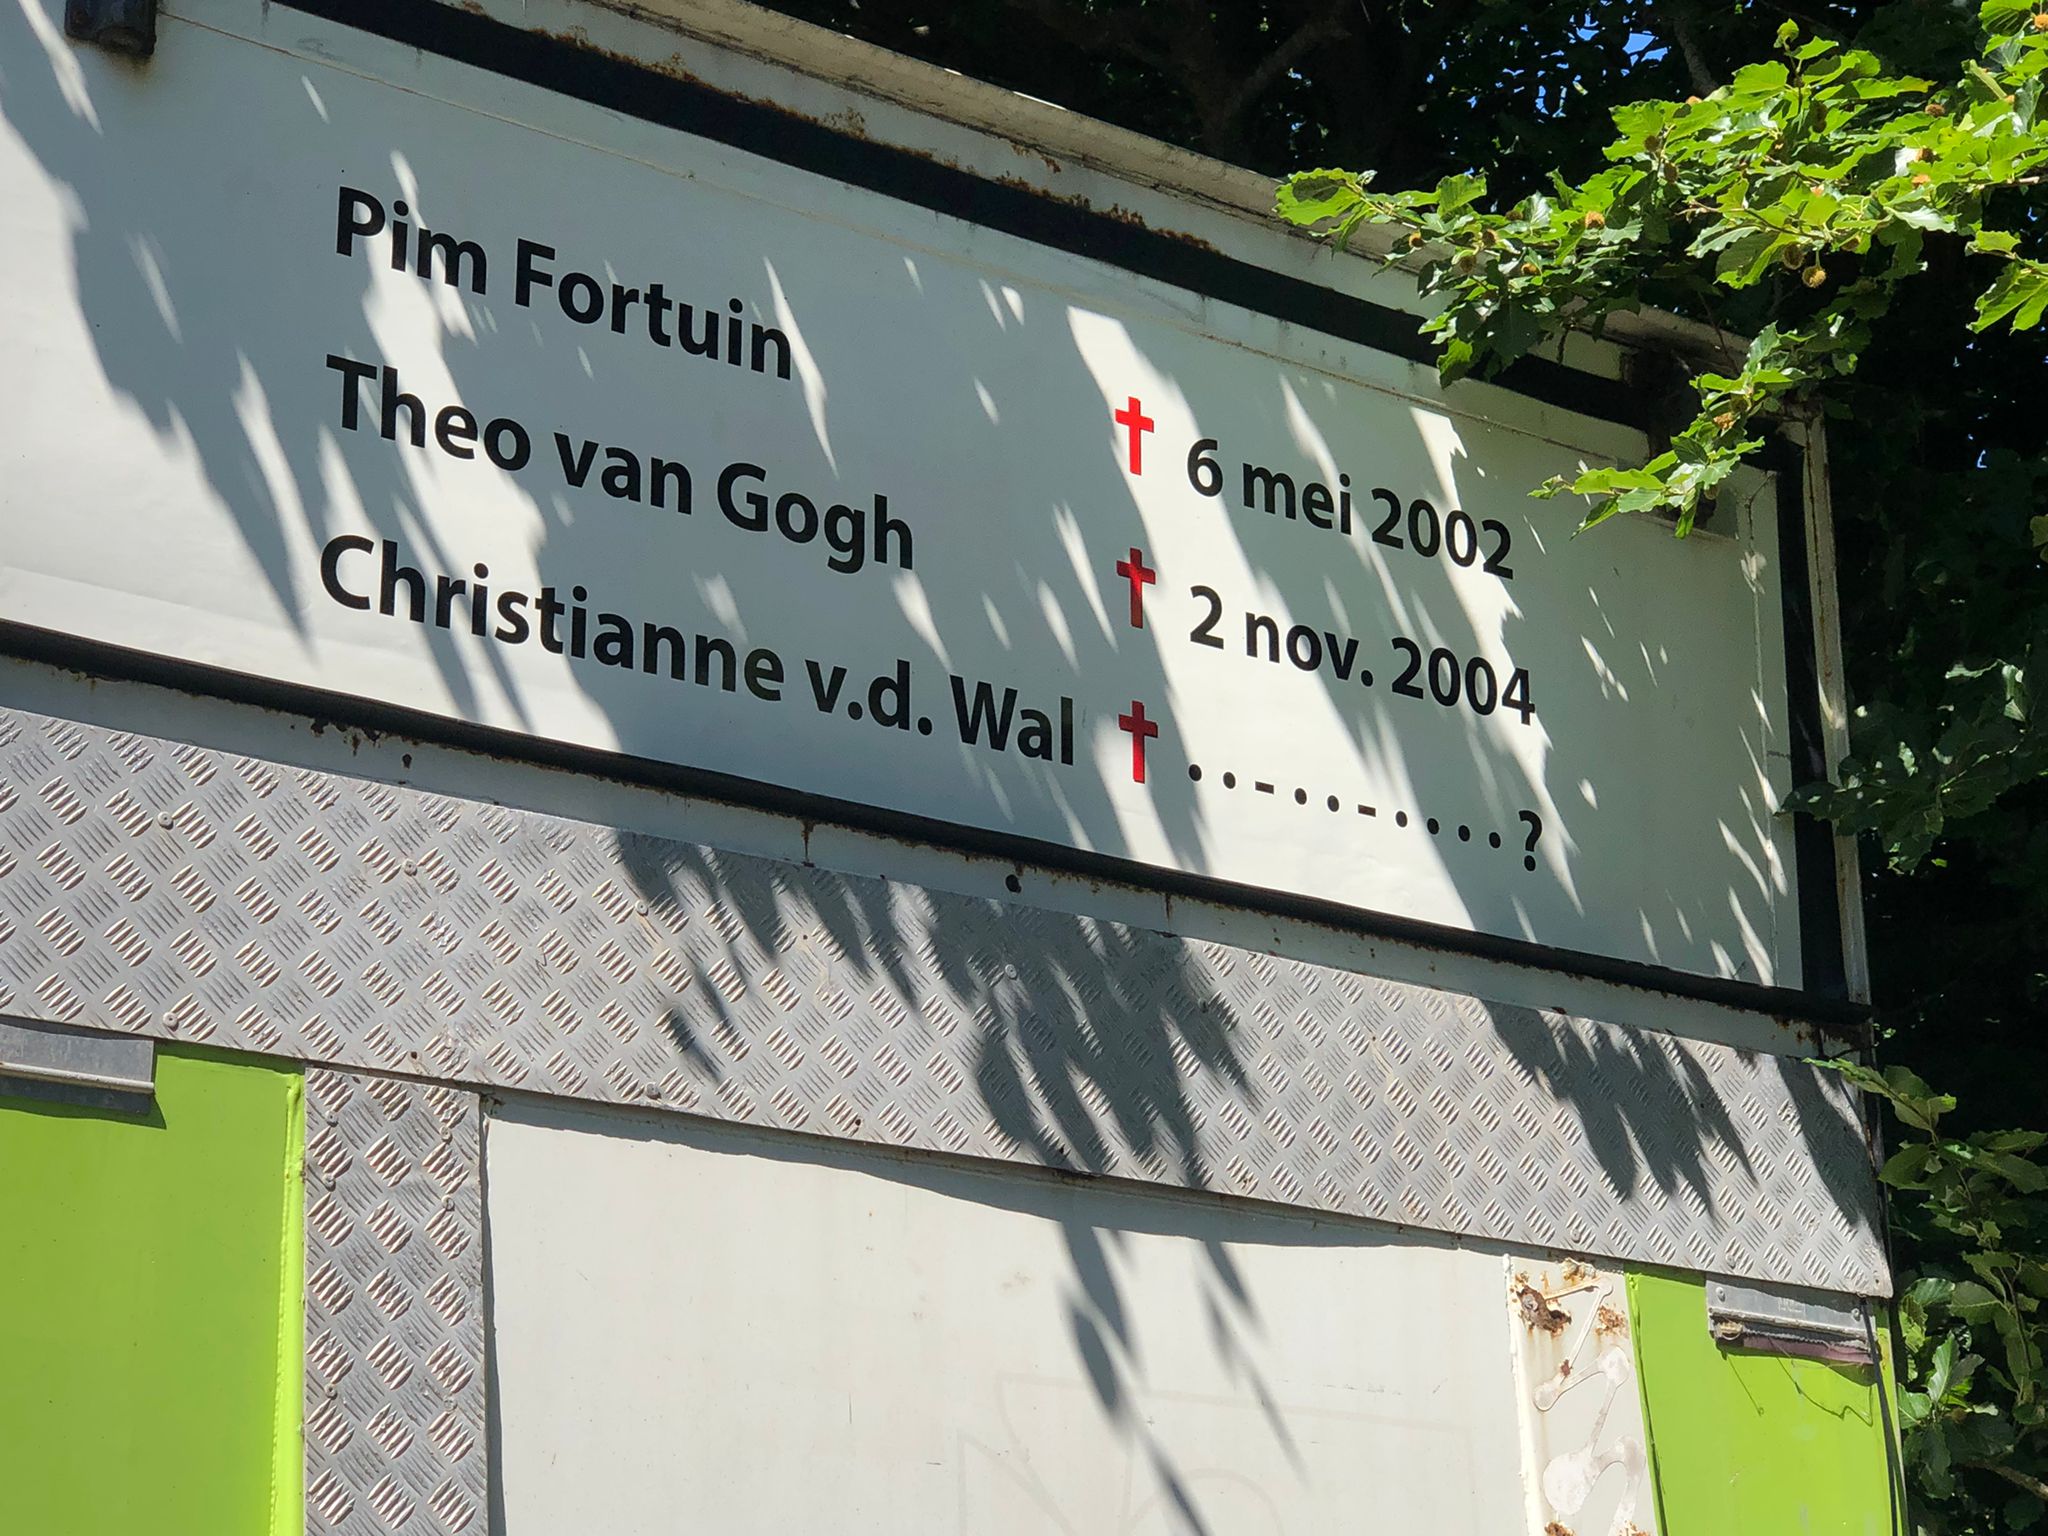 Pim Fortuin † 6 mei 2002
Theo van Gogh † 2 nov. 2004
Christianne v.d. Wal † ..-..-....?